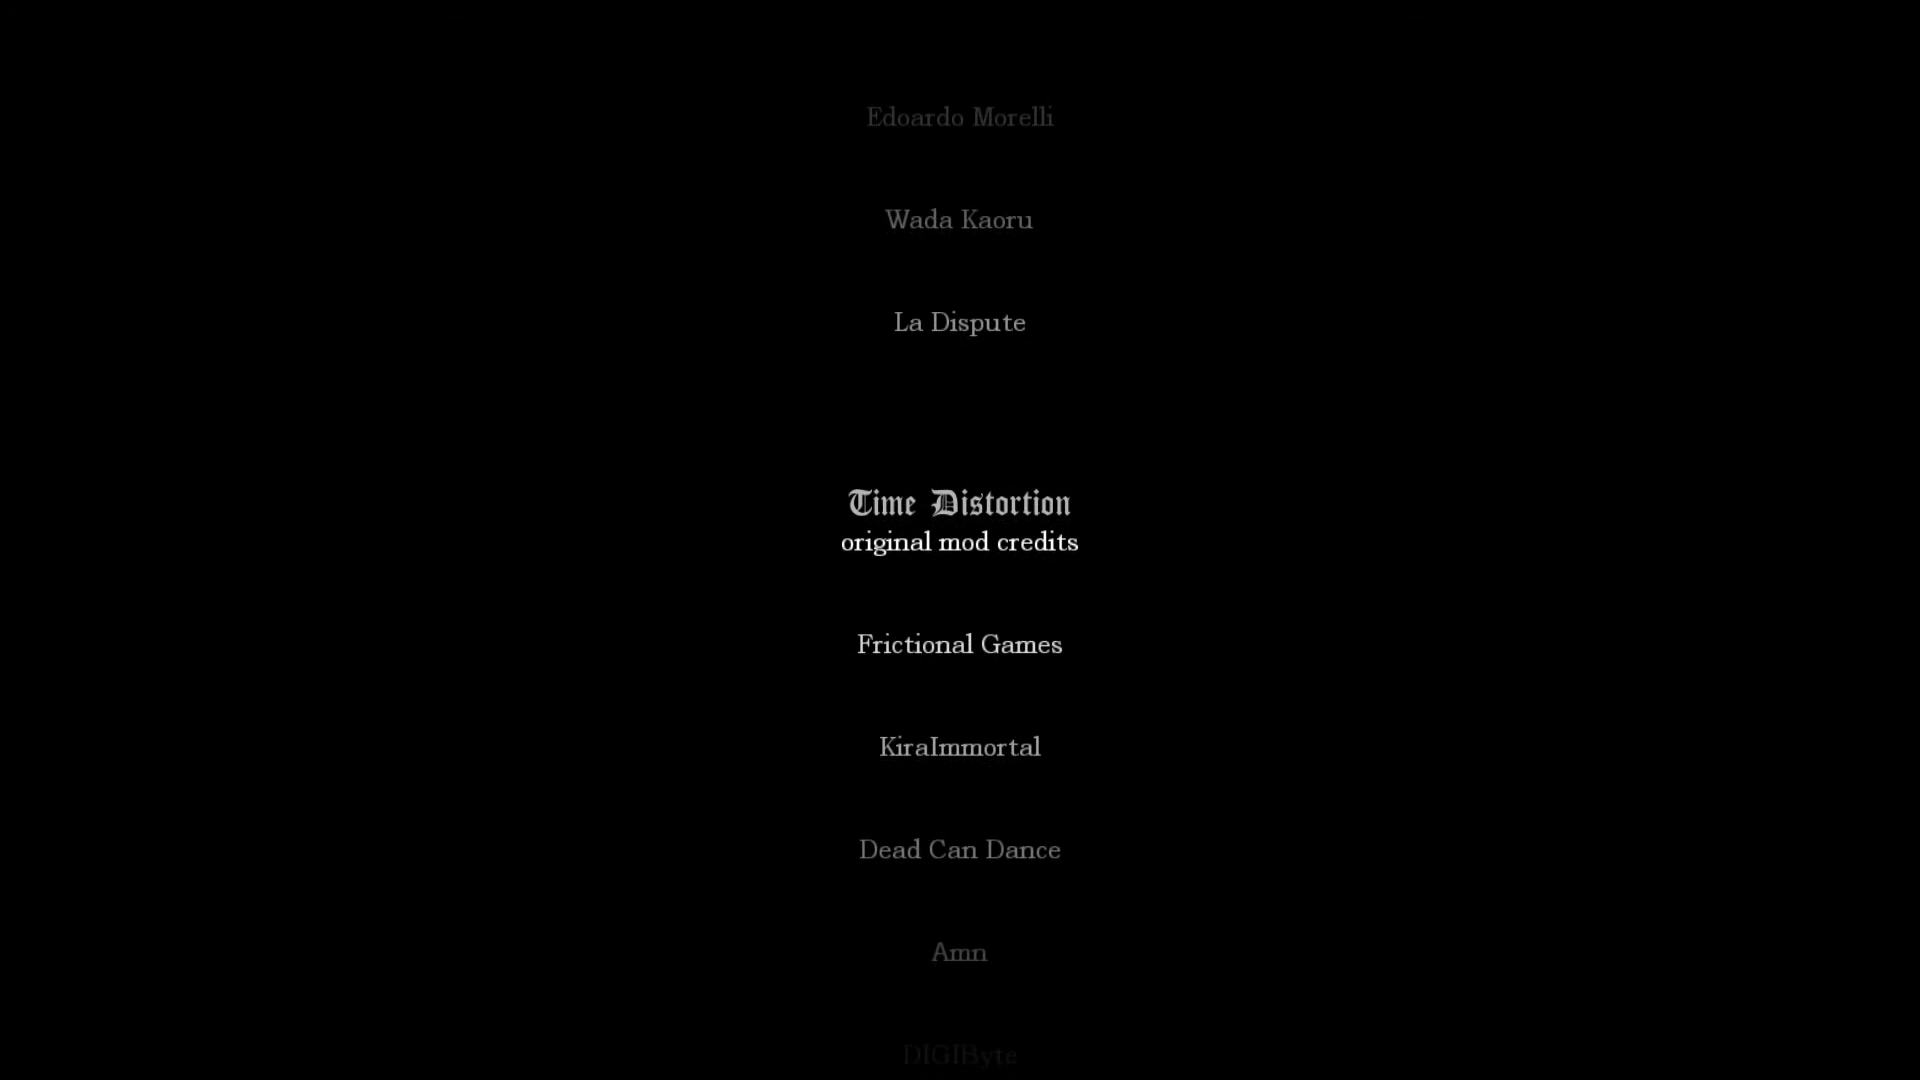 Edoardo Morelli
Wada Kaoru
La Dispute
Time Distortion
original mod credits
Frictional Games
KiraImmortal
Dead Can Dance
Amn
DIGIByte